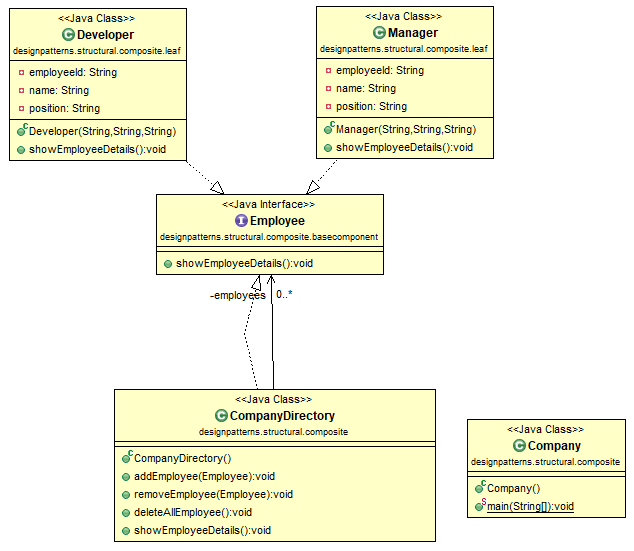 <<Java Class>>
Developer
designpatterns.structural.composite.leaf
employeeId: String
name: String
position: String
Developer(String,String,String)
showEmployeeDetails():void
<<Java Class>>
Manager
designpatterns.structural.composite.leaf
employeeId: String
name: String
position: String
Manager(String,String,String)
showEmployeeDetails():void
<<Java Interface>>
Employee
designpatterns.structural.composite.basecomponent
showEmployeeDetails():void
-employees 0..*
<<Java Class>>
CompanyDirectory
designpatterns.structural.composite
CompanyDirectory()
addEmployee(Employee):void
removeEmployee(Employee):void
deleteAllEmployee():void
showEmployeeDetails():void
<<Java Class>>
Company
designpatterns.structural.composite
Company()
main(String[]):void